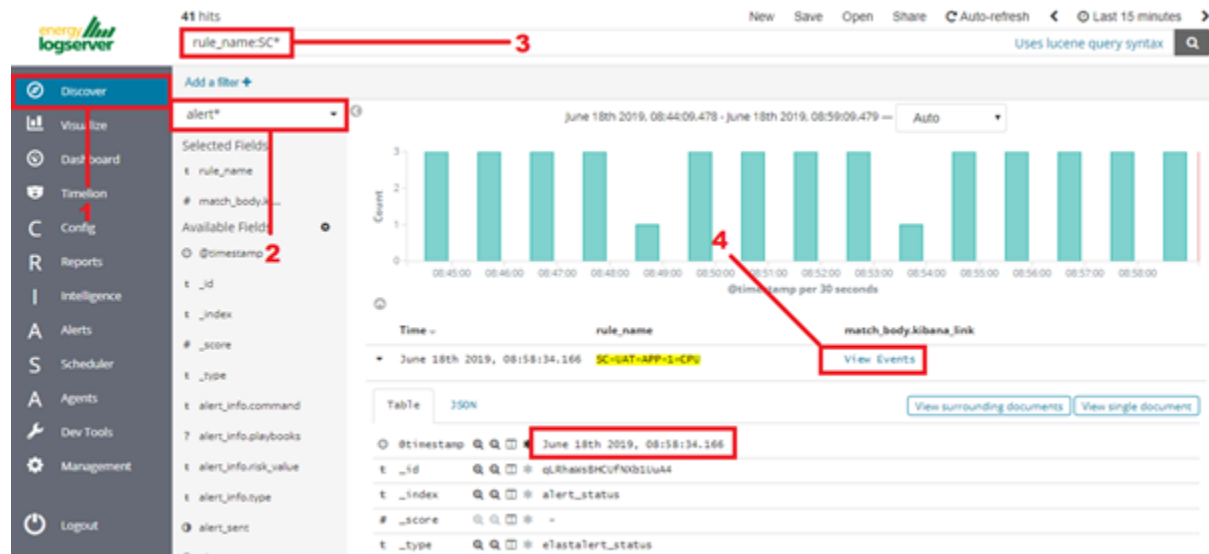 energy
logserver
41 hits
New Save Open Share Auto-refresh Last 15 minutes
rule_name:SC*
3
Uses lucene query syntax
Discover
Visualize
Dashboard
Timelion
Config
Reports
Intelligence
Alerts
Scheduler
Agents
Dev Tools
Management
Logout
1
Add a filter +
alert*
Selected Fields
t rule_name
# match_body.k...
Available Fields
@timestamp
2
t _id
t _index
# _score
t _type
t alert_info.command
? alert_info.playbooks
t alert_info.risk_value
t alert_info.type
alert_sent
June 18th 2019, 08:44:09.478 - June 18th 2019, 08:59:09.479 — Auto
Count
3
2
1
0
4
08:45:00 08:46:00 08:47:00 08:48:00 08:49:00 08:50:00 08:51:00 08:52:00 08:53:00 08:54:00 08:55:00 08:56:00 08:57:00 08:58:00
@timestamp per 30 seconds
Time rule_name match_body.kibana_link
June 18th 2019, 08:58:34.166 SC-UAT-APP-1-CPU View Events
Table JSON
View surrounding documents View single document
@timestamp June 18th 2019, 08:58:34.166
t _id
t _index alert_status
# _score -
t _type elastalert_status